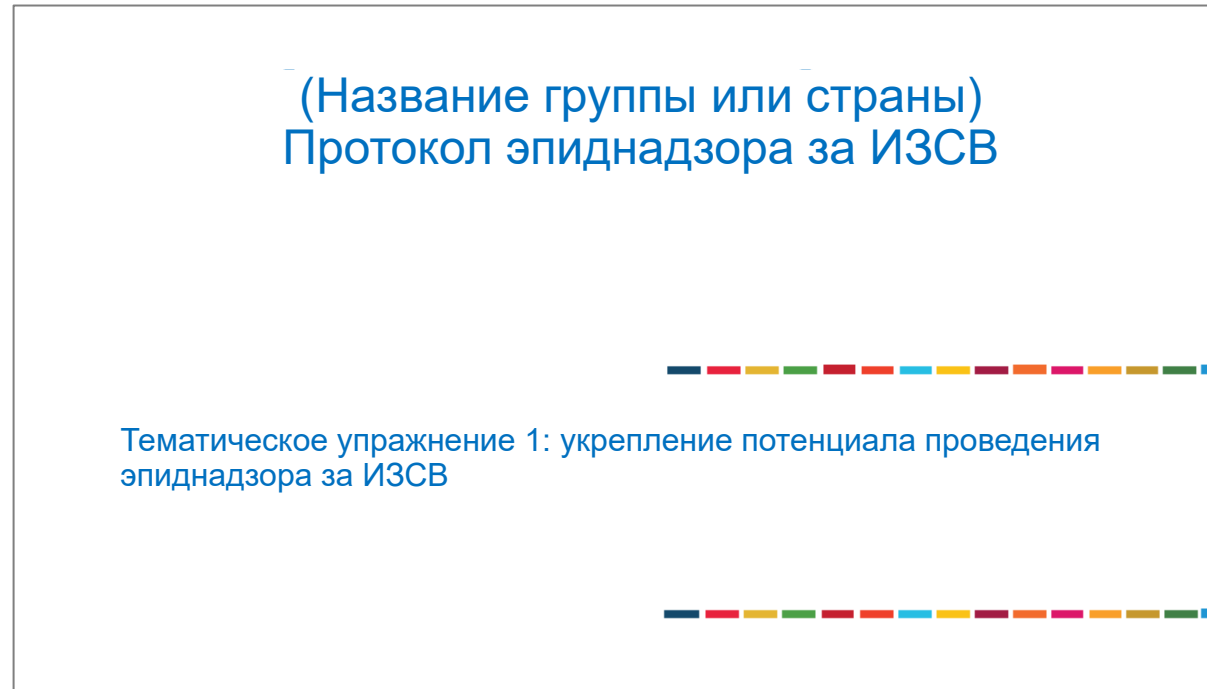 (Название группы или страны)
Протокол эпиднадзора за ИЗСВ
Тематическое упражнение 1: укрепление потенциала проведения
эпиднадзора за ИЗСВ